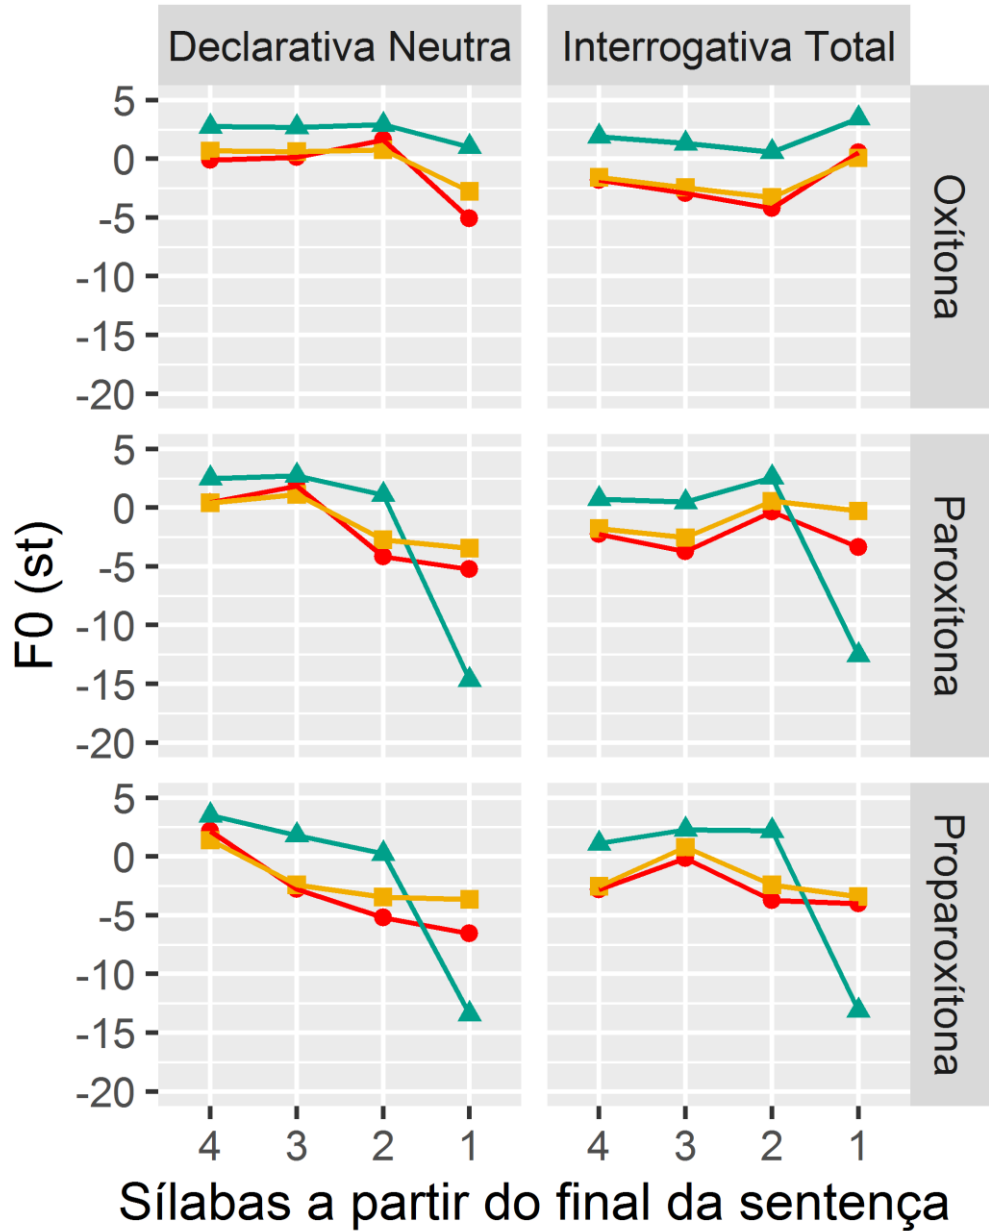 Declarativa Neutra
Interrogativa Total
5
0
-5
-10
-15
-20
Oxítona
5
0
-5
-10
-15
-20
Paroxítona
5
0
-5
-10
-15
-20
Proparoxítona
F0 (st)
4 3 2 1
4 3 2 1
Sílabas a partir do final da sentença